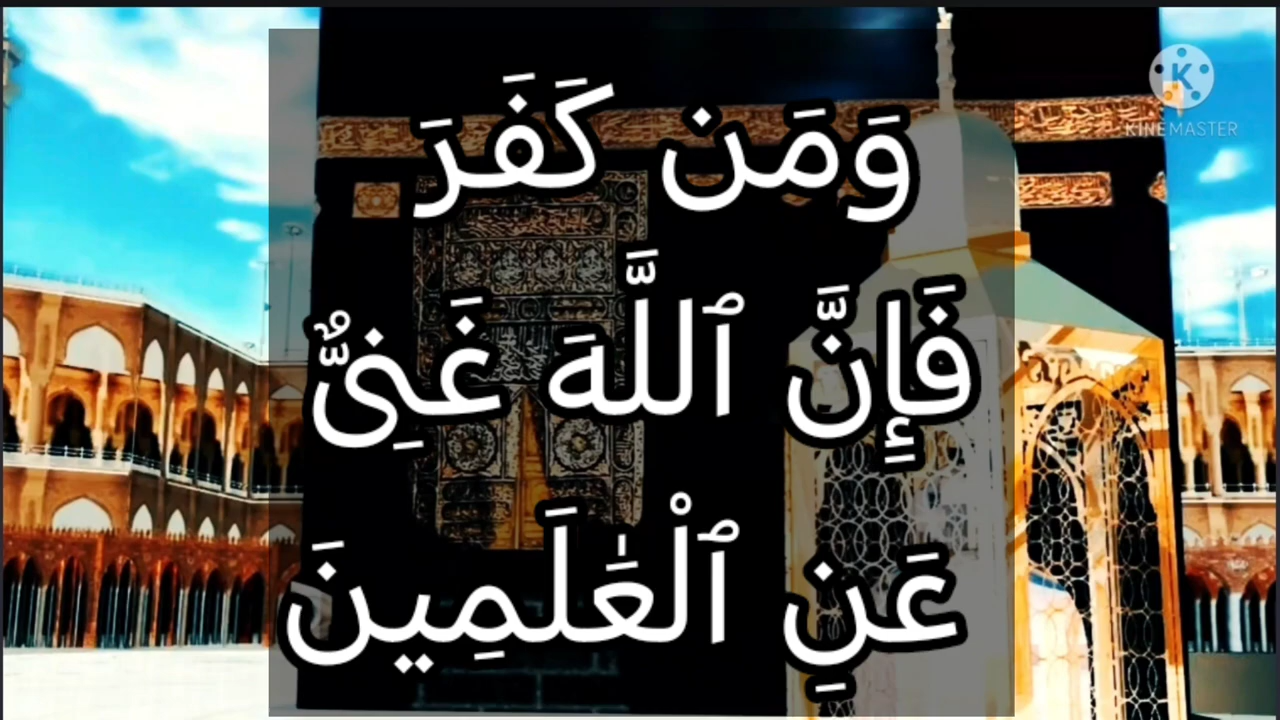 وَمَن كَفَرَ
فَإِنَّ ٱللَّهَ غَنِىٌّ
عَنِ ٱلْعَٰلَمِينَ
K
KINEMASTER